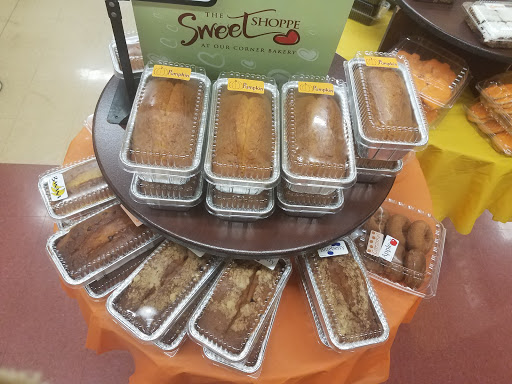 THE
Sweet SHOPPE
AT OUR CORNER BAKERY
Pumpkin
Pumpkin
Pumpkin
Pumpkin